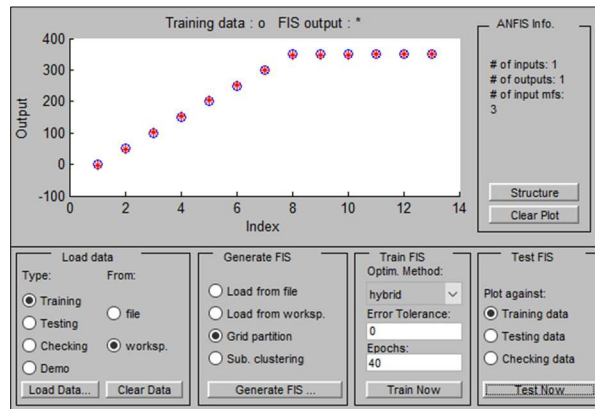 Training data : o FIS output : *
400
300
200
100
0
-100
Output
0 2 4 6 8 10 12 14
Index
ANFIS Info.
# of inputs: 1
# of outputs: 1
# of input mfs:
3
Structure
Clear Plot
Load data
Type: From:
Training
Testing
Checking
Demo
file
worksp.
Load Data... Clear Data
Generate FIS
Load from file
Load from worksp.
Grid partition
Sub. clustering
Generate FIS ...
Train FIS
Optim. Method:
hybrid
Error Tolerance:
0
Epochs:
40
Train Now
Test FIS
Plot against:
Training data
Testing data
Checking data
Test Now